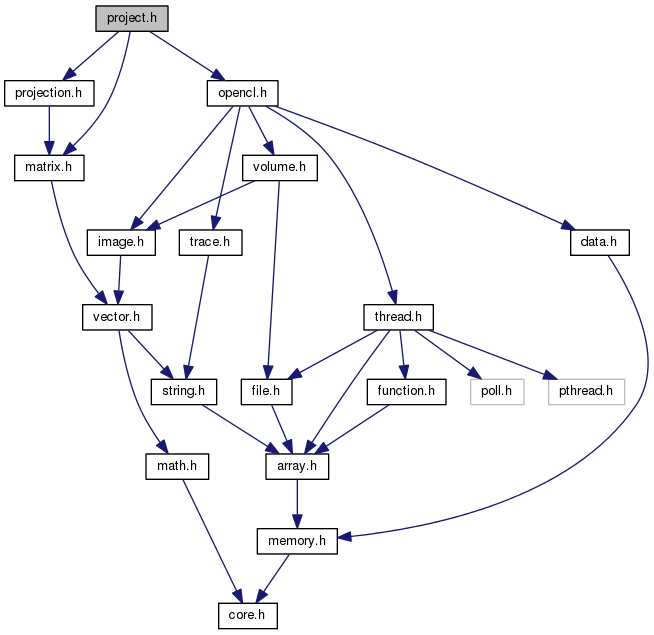 project.h
projection.h
opencl.h
matrix.h
volume.h
image.h
trace.h
data.h
vector.h
thread.h
string.h
file.h
function.h
poll.h
pthread.h
math.h
array.h
memory.h
core.h